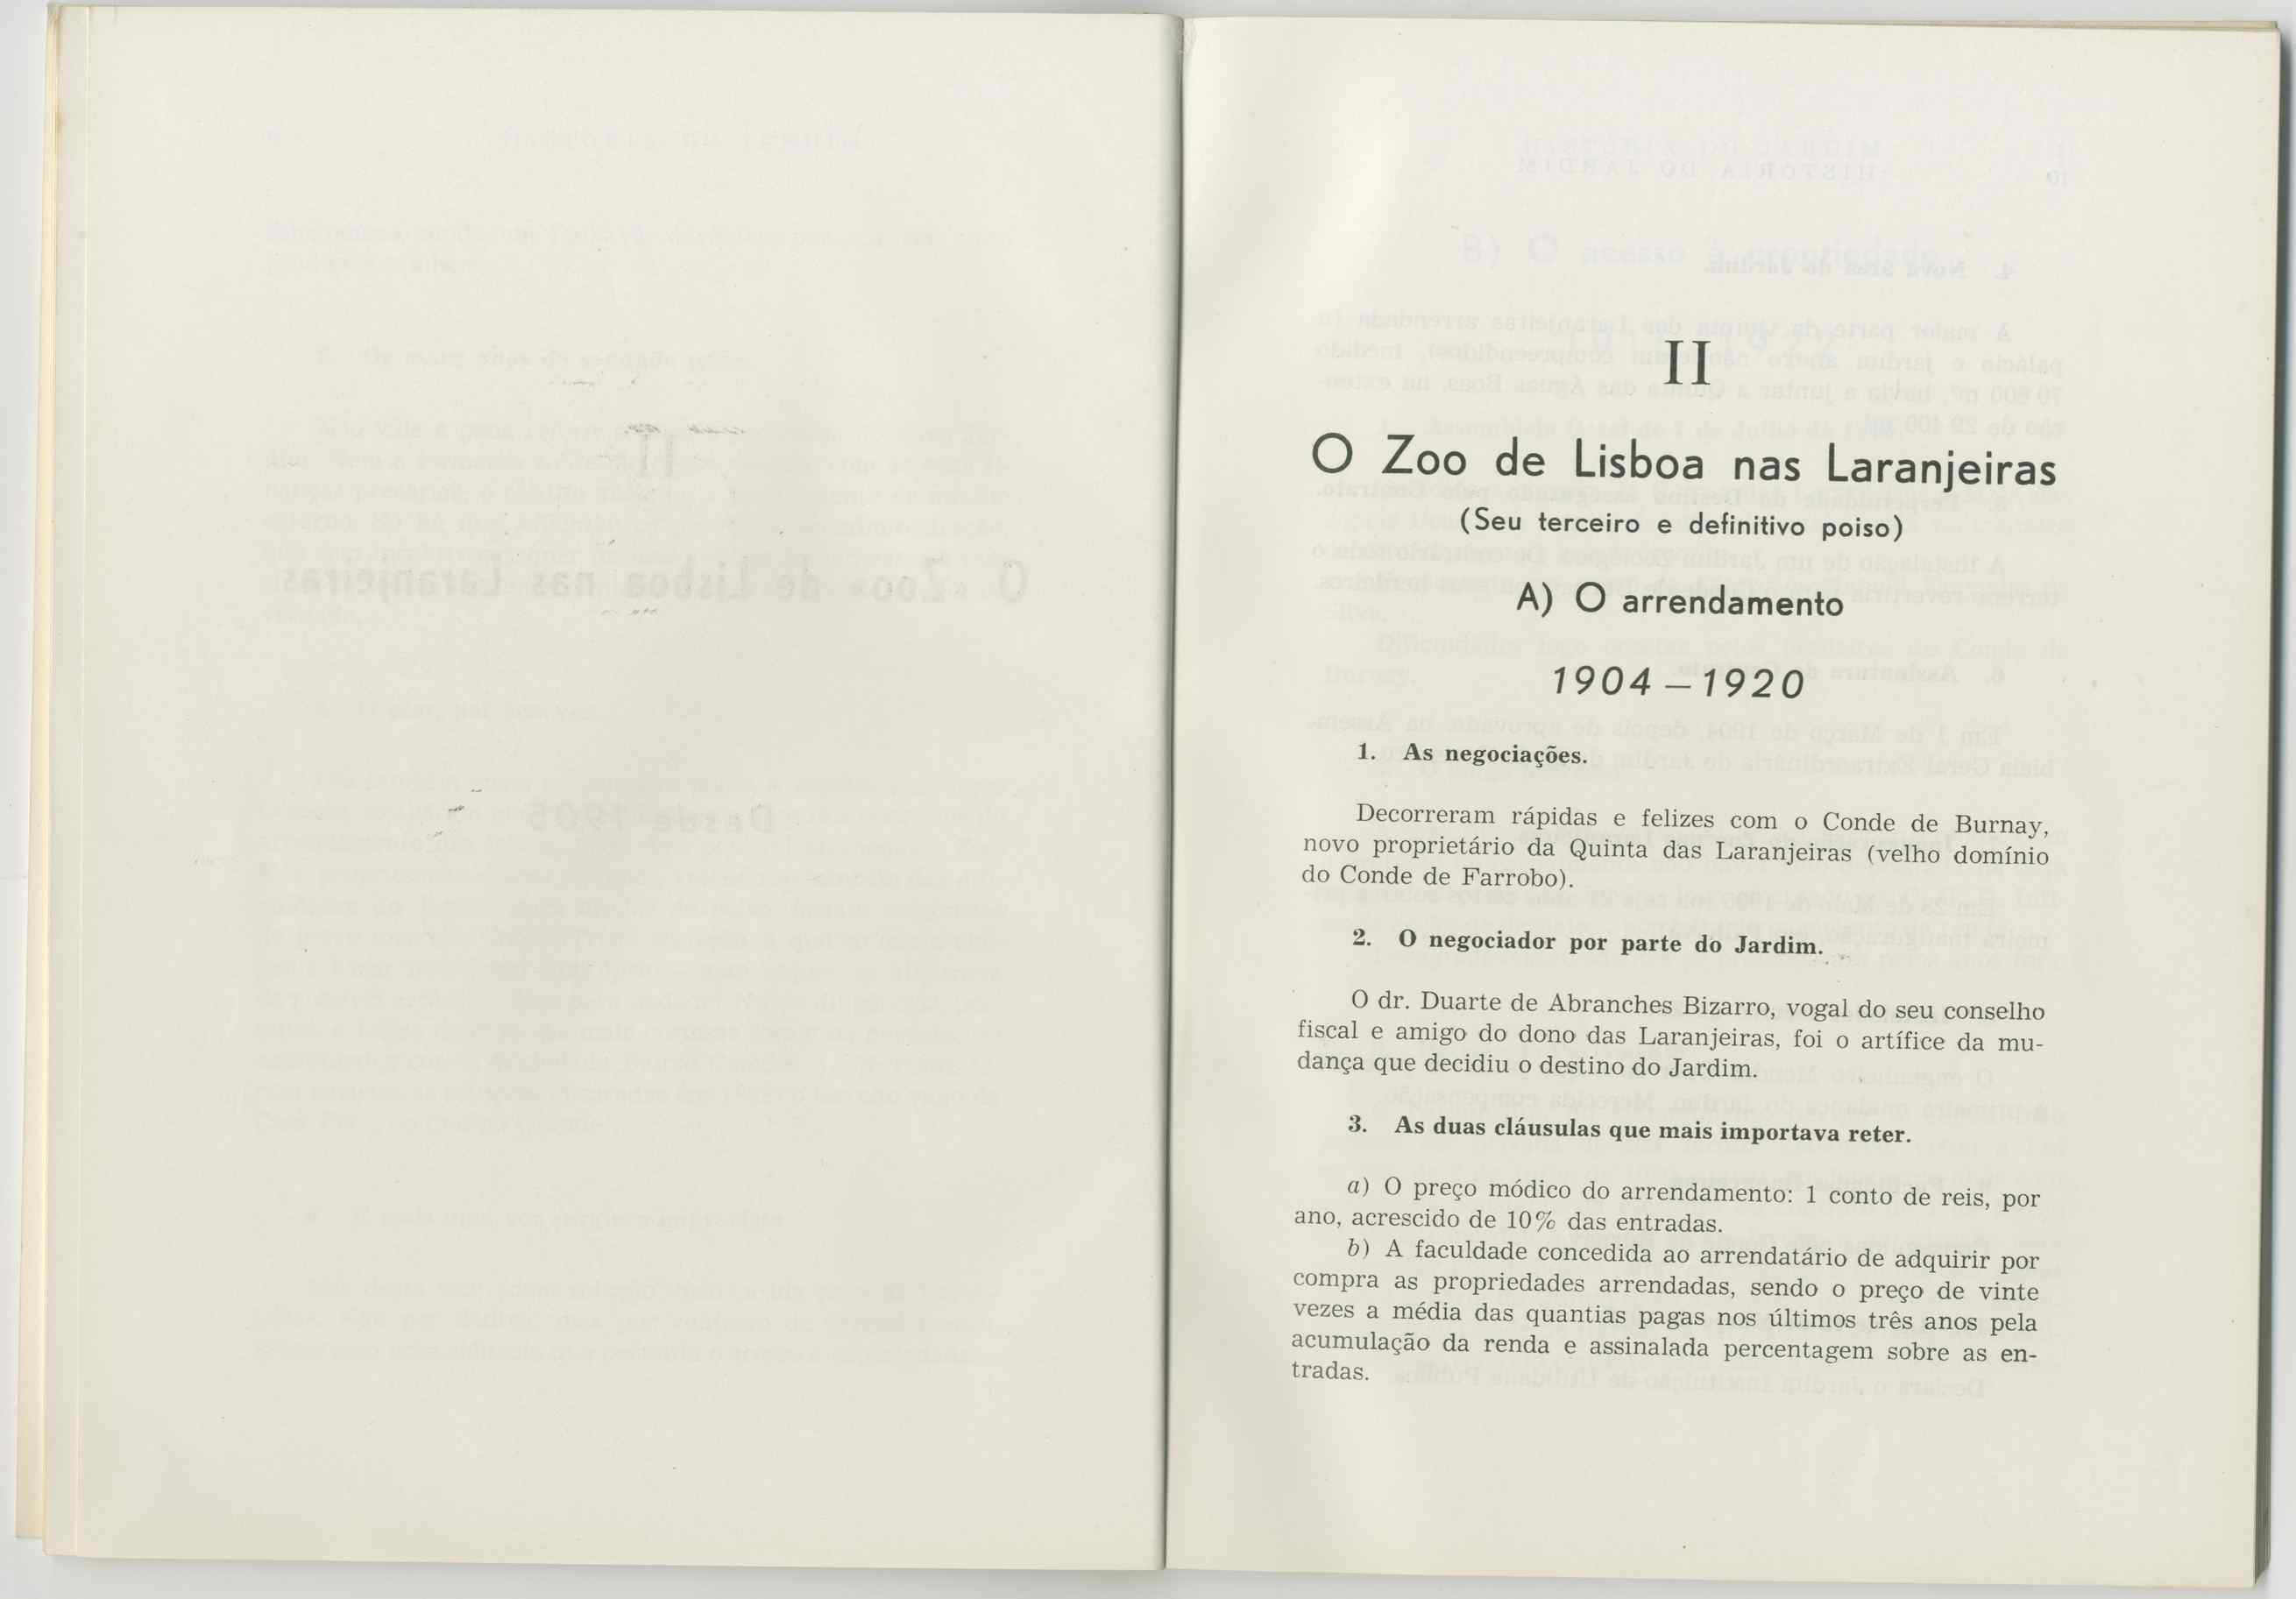 II
O Zoo de Lisboa nas Laranjeiras
(Seu terceiro e definitivo poiso)
A) O arrendamento
1904 – 1920
1. As negociações.
Decorreram rápidas e felizes com o Conde de Burnay,
novo proprietário da Quinta das Laranjeiras (velho domínio
do Conde de Farrobo).
2. O negociador por parte do Jardim.
O dr. Duarte de Abranches Bizarro, vogal do seu conselho
fiscal e amigo do dono das Laranjeiras, foi o artífice da mu-
dança que decidiu o destino do Jardim.
3. As duas cláusulas que mais importava reter.
a) O preço módico do arrendamento: 1 conto de reis, por
ano, acrescido de 10% das entradas.
b) A faculdade concedida ao arrendatário de adquirir por
compra as propriedades arrendadas, sendo o preço de vinte
vezes a média das quantias pagas nos últimos três anos pela
acumulação da renda e assinalada percentagem sobre as en-
tradas.